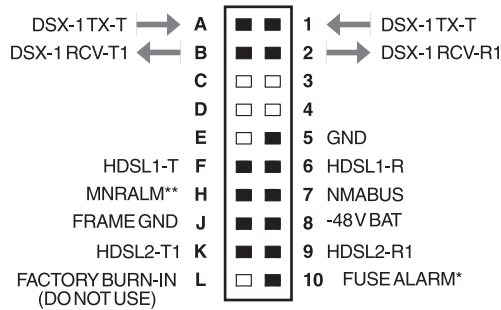 DSX-1 TX-T A 1 DSX-1 TX-T
DSX-1 RCV-T1 B 2 DSX-1 RCV-R1
C 3
D 4
E 5 GND
HDSL1-T F 6 HDSL1-R
MNRALM** H 7 NMABUS
FRAME GND J 8 -48V BAT
HDSL2-T1 K 9 HDSL2-R1
FACTORY BURN-IN L 10 FUSE ALARM*
(DO NOT USE)